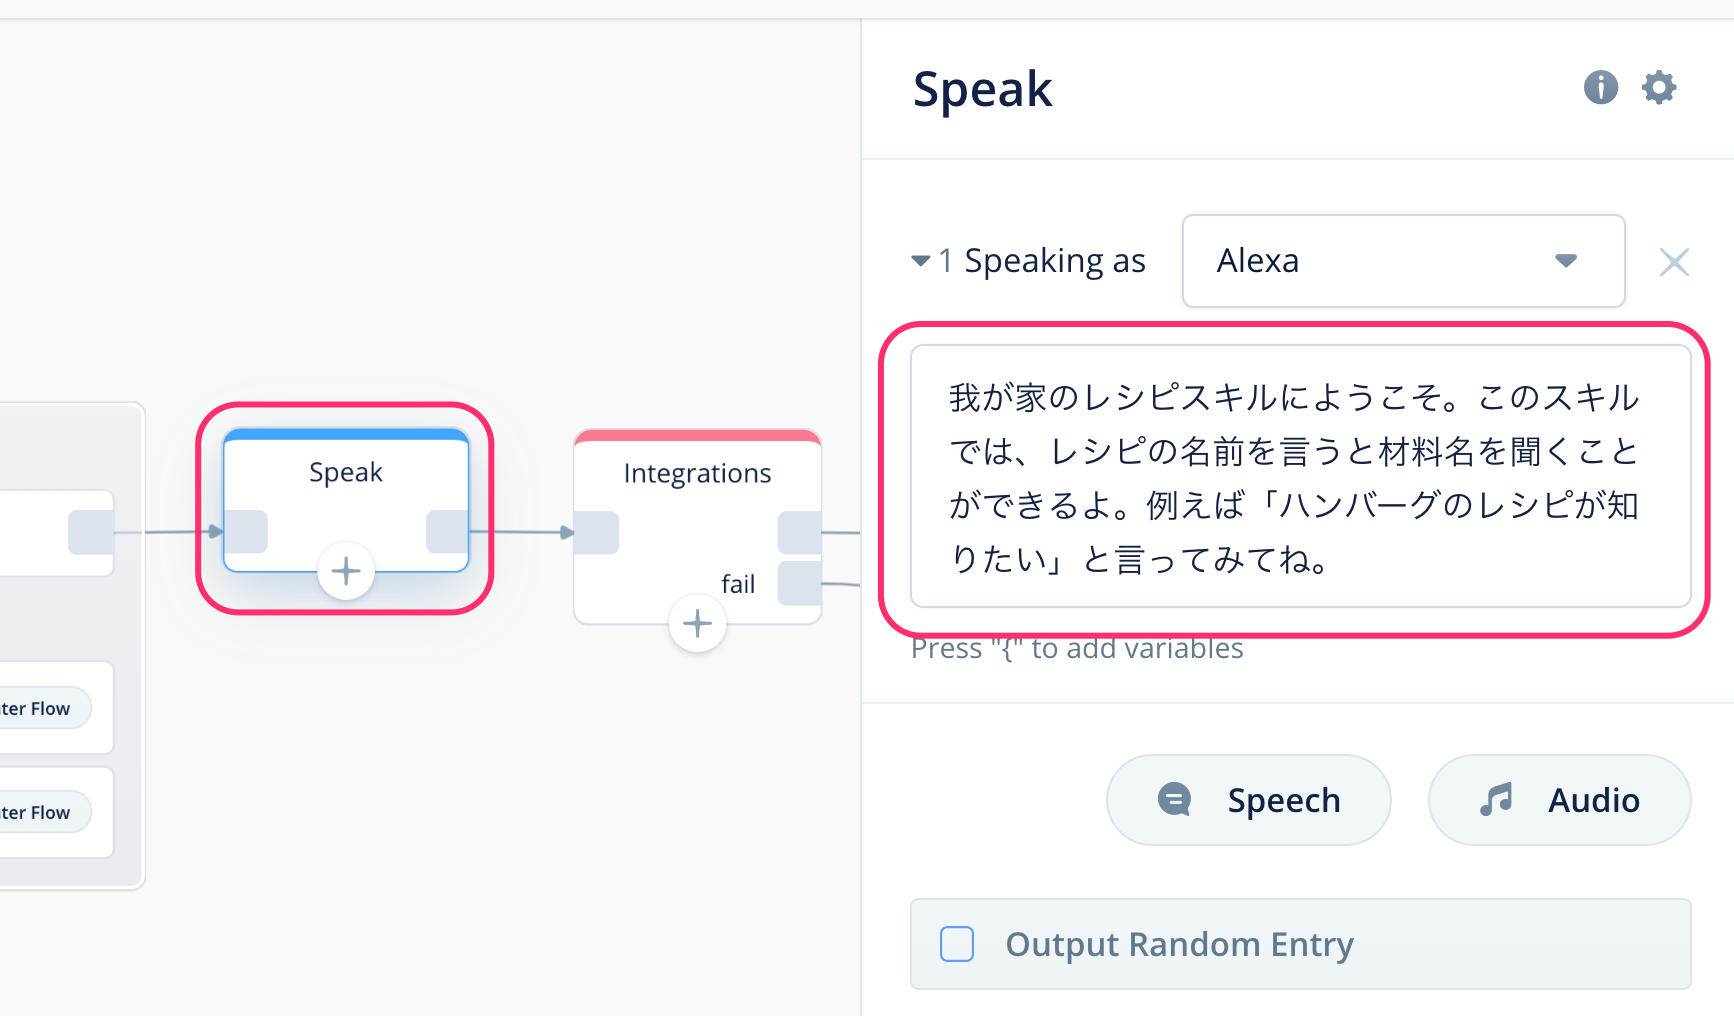 Speak
1 Speaking as
Alexa
我が家のレシピスキルにようこそ。このスキル
では、レシピの名前を言うと材料名を聞くこと
ができるよ。例えば「ハンバーグのレシピが知
りたい」と言ってみてね。
Press "{" to add variables
Speech
Audio
Output Random Entry
Speak
Integrations
fail
ter Flow
ter Flow